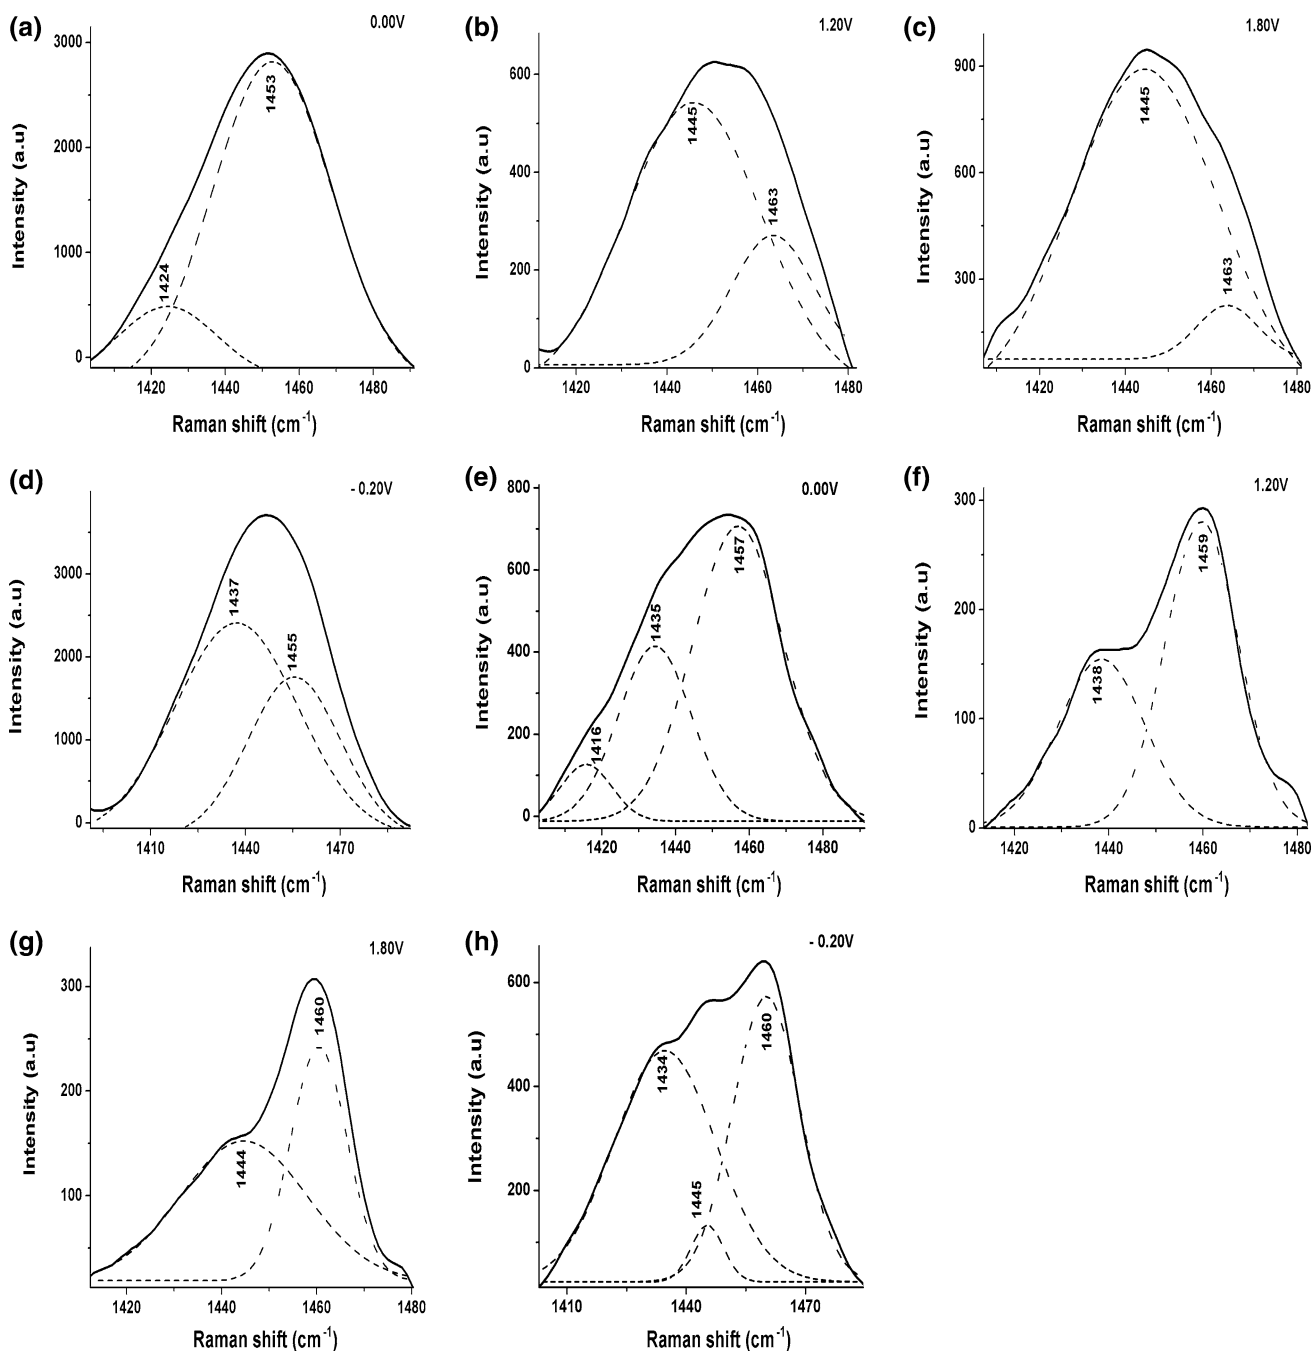 (a)
0.00V
3000
2000
1000
0
1453
1424
1420 1440 1460 1480
Intensity (a.u)
Raman shift (cm-1)
(b)
1.20V
600
400
200
0
1445
1463
1420 1440 1460 1480
Intensity (a.u)
Raman shift (cm-1)
(c)
1.80V
900
600
300
1445
1463
1420 1440 1460 1480
Intensity (a.u)
Raman shift (cm-1)
(d)
- 0.20V
3000
2000
1000
0
1437
1455
1410 1440 1470
Intensity (a.u)
Raman shift (cm-1)
(e)
0.00V
800
600
400
200
0
1457
1435
1416
1420 1440 1460 1480
Intensity (a.u)
Raman shift (cm-1)
(f)
1.20V
300
200
100
0
1459
1438
1420 1440 1460 1480
Intensity (a.u)
Raman shift (cm-1)
(g)
1.80V
300
200
100
1460
1444
1420 1440 1460 1480
Intensity (a.u)
Raman shift (cm-1)
(h)
- 0.20V
600
400
200
1434
1460
1445
1410 1440 1470
Intensity (a.u)
Raman shift (cm-1)